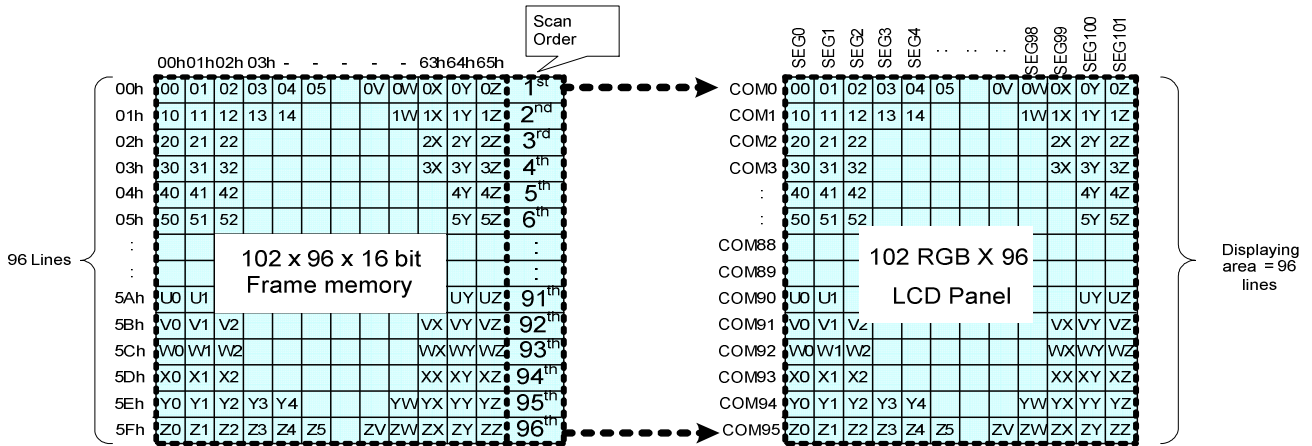 Scan
Order
00h 01h 02h 03h - - - - - 63h 64h 65h
SEG0 SEG1 SEG2 SEG3 SEG4 : : : : : : SEG98 SEG99 SEG100 SEG101
00h 00 01 02 03 04 05 0V 0W 0X 0Y 0Z 1st COM0 00 01 02 03 04 05 0V 0W 0X 0Y 0Z
01h 10 11 12 13 14 1W 1X 1Y 1Z 2nd COM1 10 11 12 13 14 1W 1X 1Y 1Z
02h 20 21 22 2X 2Y 2Z 3rd COM2 20 21 22 2X 2Y 2Z
03h 30 31 32 3X 3Y 3Z 4th COM3 30 31 32 3X 3Y 3Z
04h 40 41 42 4Y 4Z 5th : 40 41 42 4Y 4Z
05h 50 51 52 5Y 5Z 6th : 50 51 52 5Y 5Z
: : COM88
96 Lines 102 x 96 x 16 bit 102 RGB X 96 Displaying
Frame memory LCD Panel area = 96
lines
: : COM89
5Ah U0 U1 UY UZ 91th COM90 U0 U1 UY UZ
5Bh V0 V1 V2 VX VY VZ 92th COM91 V0 V1 V2 VX VY VZ
5Ch W0 W1 W2 WX WY WZ 93th COM92 W0 W1 W2 WX WY WZ
5Dh X0 X1 X2 XX XY XZ 94th COM93 X0 X1 X2 XX XY XZ
5Eh Y0 Y1 Y2 Y3 Y4 YW YX YY YZ 95th COM94 Y0 Y1 Y2 Y3 Y4 YW YX YY YZ
5Fh Z0 Z1 Z2 Z3 Z4 Z5 ZV ZW ZX ZY ZZ 96th COM95 Z0 Z1 Z2 Z3 Z4 Z5 ZV ZW ZX ZY ZZ